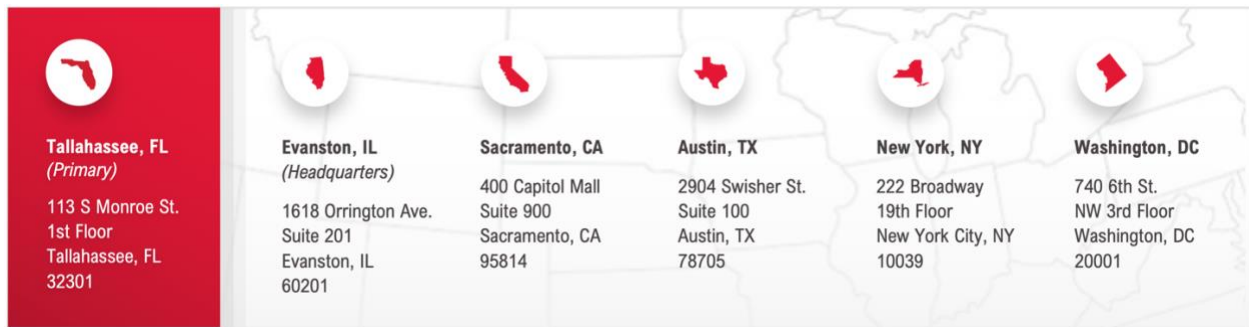 Tallahassee, FL
(Primary)
113 S Monroe St.
1st Floor
Tallahassee, FL
32301
Evanston, IL
(Headquarters)
1618 Orrington Ave.
Suite 201
Evanston, IL
60201
Sacramento, CA
400 Capitol Mall
Suite 900
Sacramento, CA
95814
Austin, TX
2904 Swisher St.
Suite 100
Austin, TX
78705
New York, NY
222 Broadway
19th Floor
New York City, NY
10039
Washington, DC
740 6th St.
NW 3rd Floor
Washington, DC
20001